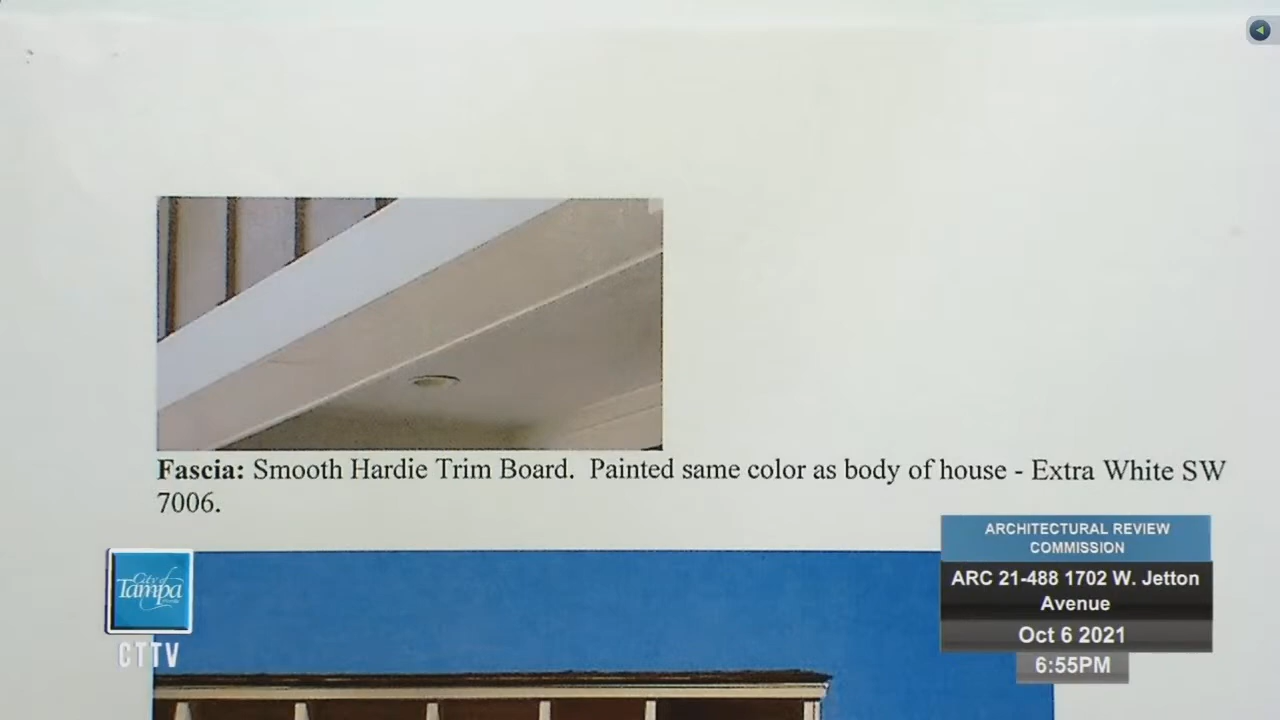 Fascia: Smooth Hardie Trim Board. Painted same color as body of house - Extra White SW
7006.
ARCHITECTURAL REVIEW
COMMISSION
ARC 21-488 1702 W. Jetton
Avenue
Oct 6 2021
6:55PM
City of
Tampa
CTTV